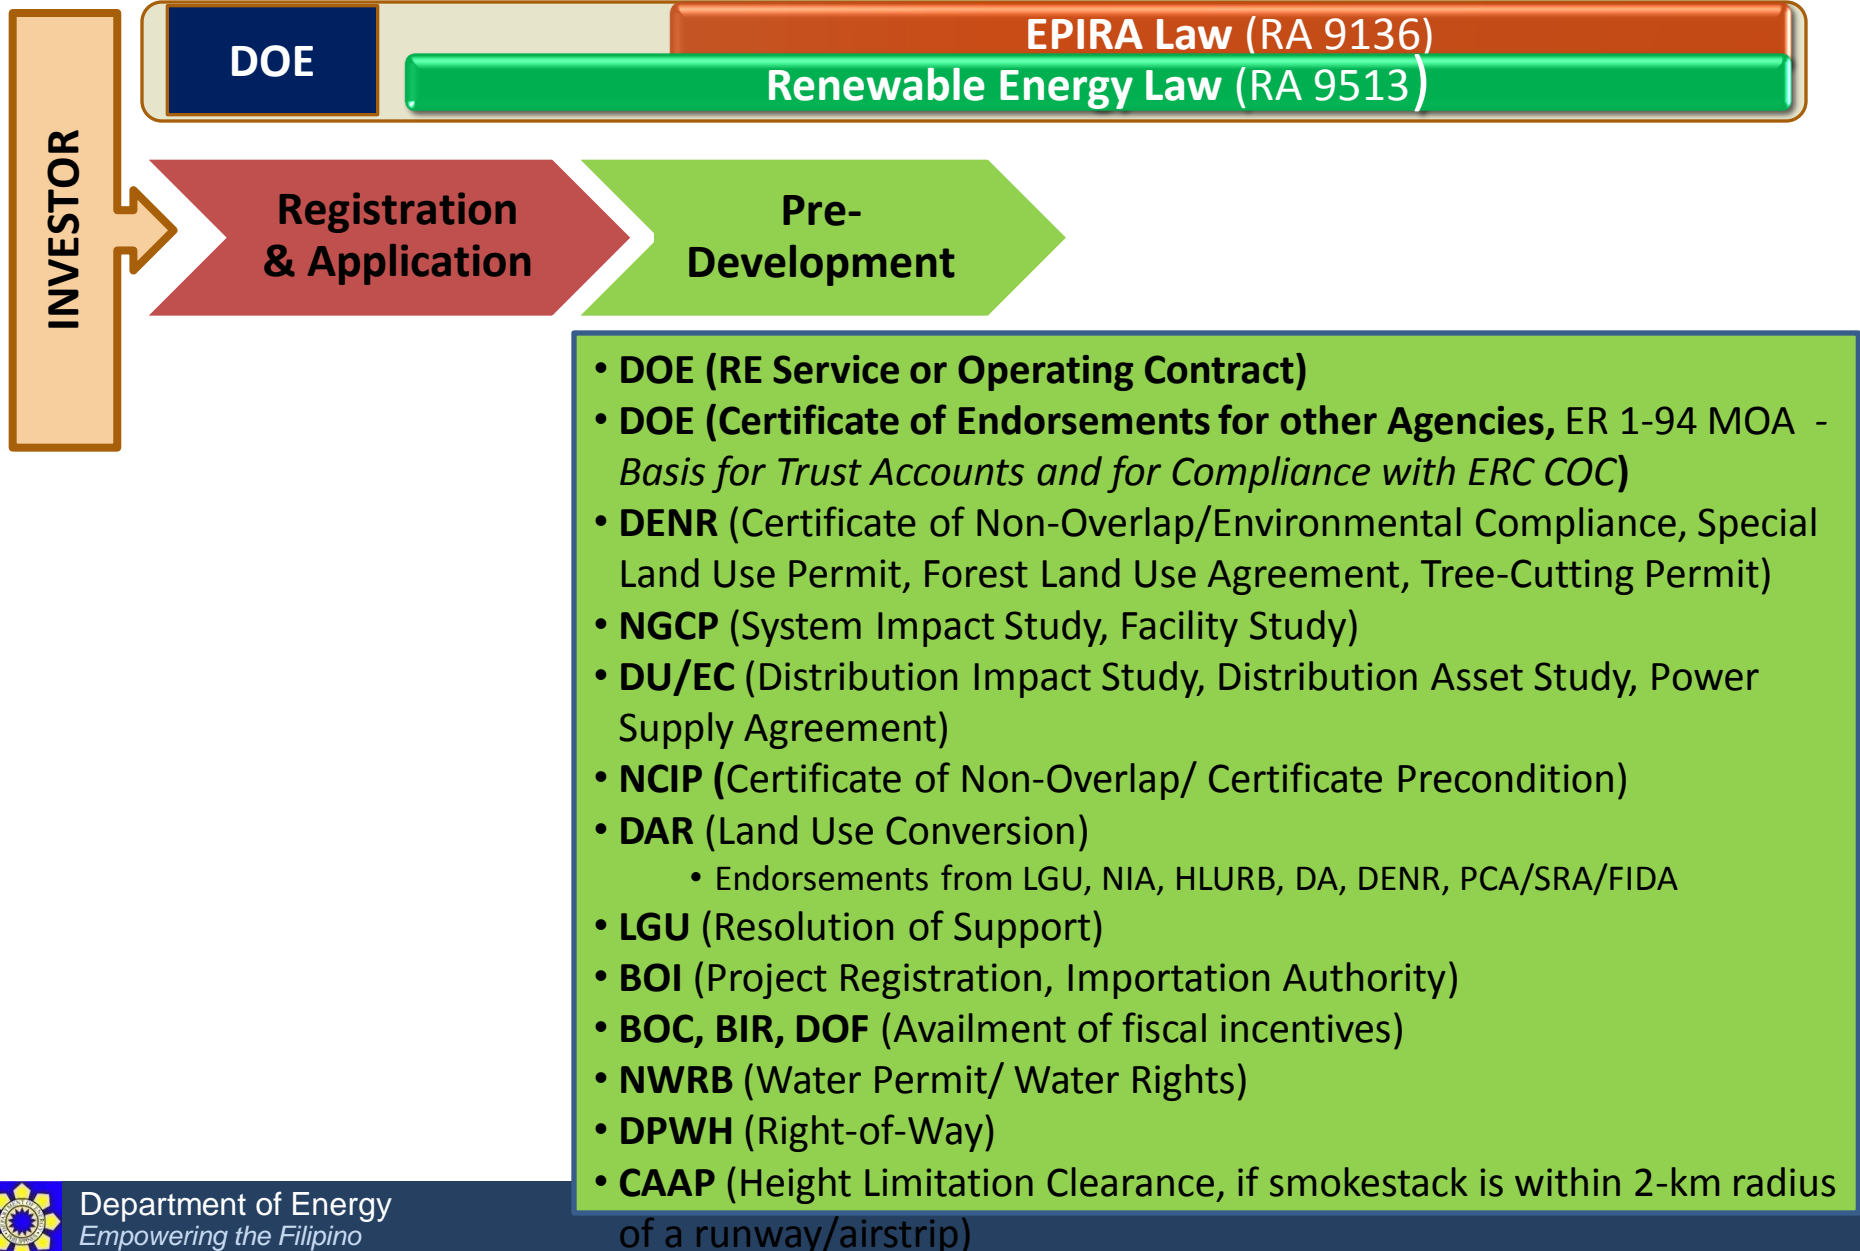 INVESTOR
DOE
EPIRA Law (RA 9136)
Renewable Energy Law (RA 9513)
Registration
& Application
Pre-
Development
• DOE (RE Service or Operating Contract)
• DOE (Certificate of Endorsements for other Agencies, ER 1-94 MOA -
Basis for Trust Accounts and for Compliance with ERC COC)
• DENR (Certificate of Non-Overlap/Environmental Compliance, Special
Land Use Permit, Forest Land Use Agreement, Tree-Cutting Permit)
• NGCP (System Impact Study, Facility Study)
• DU/EC (Distribution Impact Study, Distribution Asset Study, Power
Supply Agreement)
• NCIP (Certificate of Non-Overlap/ Certificate Precondition)
• DAR (Land Use Conversion)
• Endorsements from LGU, NIA, HLURB, DA, DENR, PCA/SRA/FIDA
• LGU (Resolution of Support)
• BOI (Project Registration, Importation Authority)
• BOC, BIR, DOF (Availment of fiscal incentives)
• NWRB (Water Permit/ Water Rights)
• DPWH (Right-of-Way)
• CAAP (Height Limitation Clearance, if smokestack is within 2-km radius
of a runway/airstrip)
Department of Energy
Empowering the Filipino